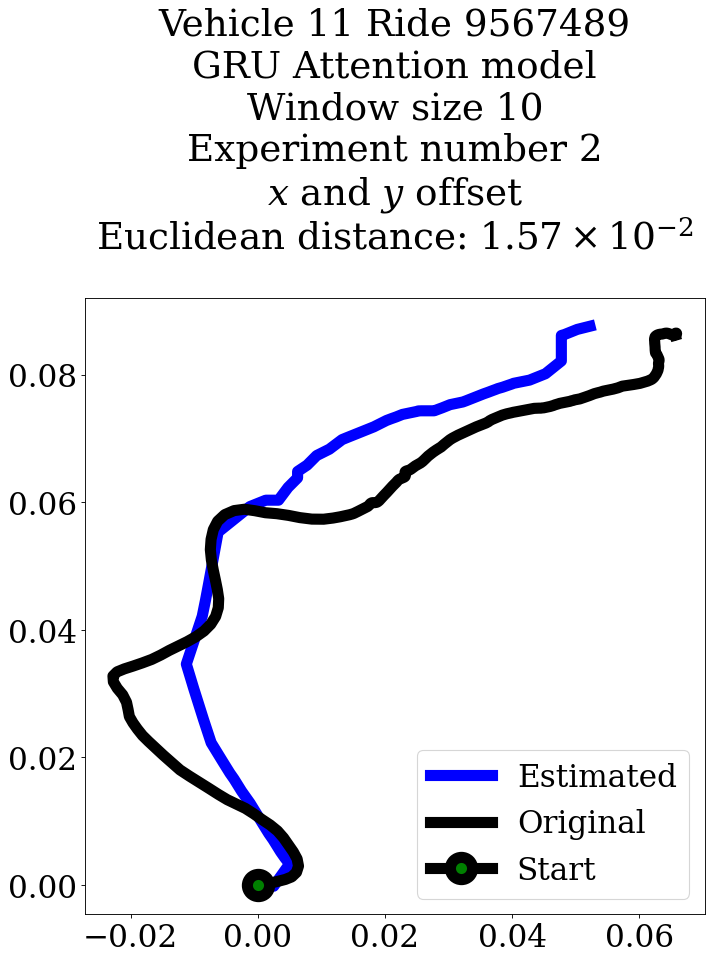 Vehicle 11 Ride 9567489
GRU Attention model
Window size 10
Experiment number 2
x and y offset
Euclidean distance: 1.57 × 10⁻²
0.08
0.06
0.04
0.02
0.00
−0.02 0.00 0.02 0.04 0.06
Estimated
Original
Start